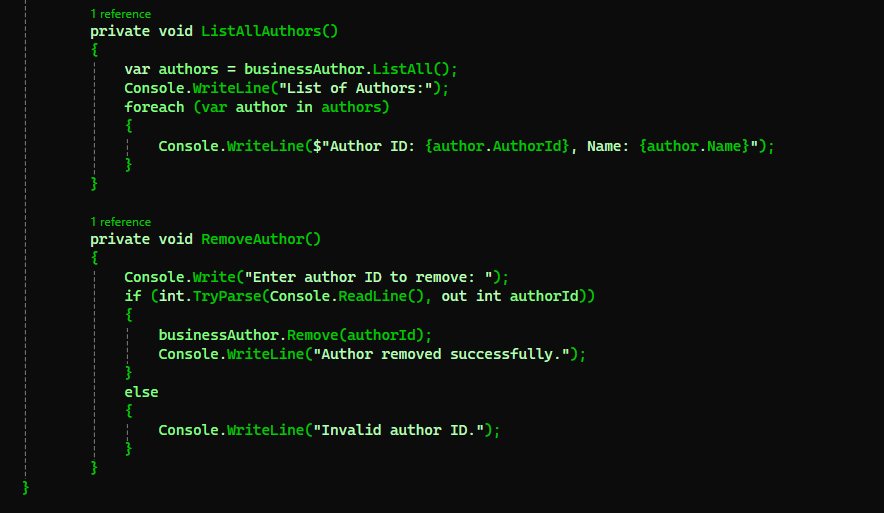 1 reference
private void ListAllAuthors()
{
var authors = businessAuthor.ListAll();
Console.WriteLine("List of Authors:");
foreach (var author in authors)
{
Console.WriteLine($"Author ID: {author.AuthorId}, Name: {author.Name}");
}
}
1 reference
private void RemoveAuthor()
{
Console.Write("Enter author ID to remove: ");
if (int.TryParse(Console.ReadLine(), out int authorId))
{
businessAuthor.Remove(authorId);
Console.WriteLine("Author removed successfully.");
}
else
{
Console.WriteLine("Invalid author ID.");
}
}
}